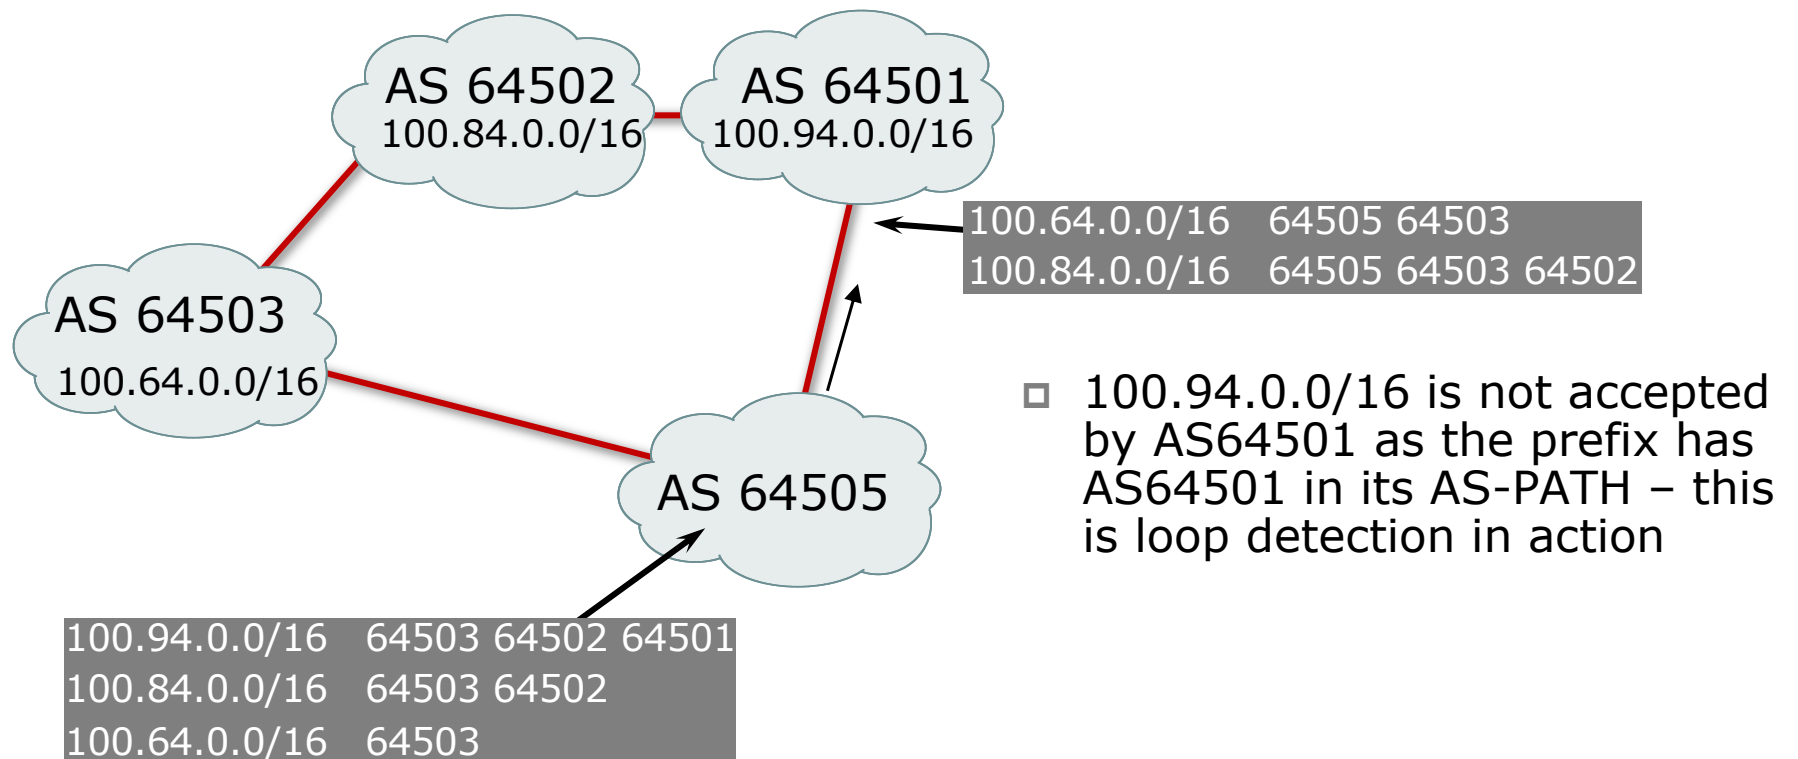 AS 64502
100.84.0.0/16
AS 64501
100.94.0.0/16
100.64.0.0/16 64505 64503
100.84.0.0/16 64505 64503 64502
AS 64503
100.64.0.0/16
100.94.0.0/16 is not accepted
by AS64501 as the prefix has
AS64501 in its AS-PATH – this
is loop detection in action
AS 64505
100.94.0.0/16 64503 64502 64501
100.84.0.0/16 64503 64502
100.64.0.0/16 64503